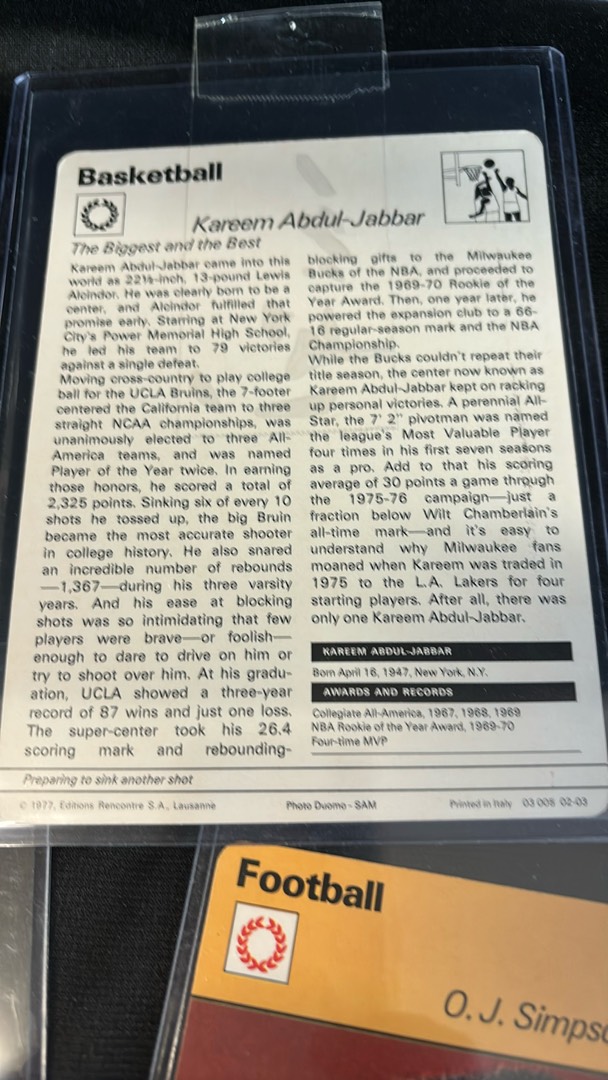 Basketball
Kareem Abdul-Jabbar
The Biggest and the Best
Kareem Abdul-Jabbar came into this
world as 22½-inch, 13-pound Lewis
Alcindor. He was clearly born to be a
center, and Alcindor fulfilled that
promise early. Starring at New York
City's Power Memorial High School,
he led his team to 79 victories
against a single defeat.
Moving cross-country to play college
ball for the UCLA Bruins, the 7-footer
centered the California team to three
straight NCAA championships, was
unanimously elected to three All-
America teams, and was named
Player of the Year twice. In earning
those honors, he scored a total of
2,325 points. Sinking six of every 10
shots he tossed up, the big Bruin
became the most accurate shooter
in college history. He also snared
an incredible number of rebounds
—1,367—during his three varsity
years. And his ease at blocking
shots was so intimidating that few
players were brave—or foolish—
enough to dare to drive on him or
try to shoot over him. At his gradu-
ation, UCLA showed a three-year
record of 87 wins and just one loss.
The super-center took his 26.4
scoring mark and rebounding-
blocking gifts to the Milwaukee
Bucks of the NBA, and proceeded to
capture the 1969-70 Rookie of the
Year Award. Then, one year later, he
powered the expansion club to a 66-
16 regular-season mark and the NBA
Championship.
While the Bucks couldn't repeat their
title season, the center now known as
Kareem Abdul-Jabbar kept on racking
up personal victories. A perennial All-
Star, the 7' 2" pivotman was named
the league's Most Valuable Player
four times in his first seven seasons
as a pro. Add to that his scoring
average of 30 points a game through
the 1975-76 campaign—just a
fraction below Wilt Chamberlain's
all-time mark—and it's easy to
understand why Milwaukee fans
moaned when Kareem was traded in
1975 to the L.A. Lakers for four
starting players. After all, there was
only one Kareem Abdul-Jabbar.
KAREEM ABDUL-JABBAR
Born April 16, 1947, New York, N.Y.
AWARDS AND RECORDS
Collegiate All-America, 1967, 1968, 1969
NBA Rookie of the Year Award, 1969-70
Four-time MVP
Preparing to sink another shot
© 1977, Editions Rencontre S.A., Lausanne Photo Duomo - SAM Printed in Italy 03 005 02-03
Football
O. J. Simpso